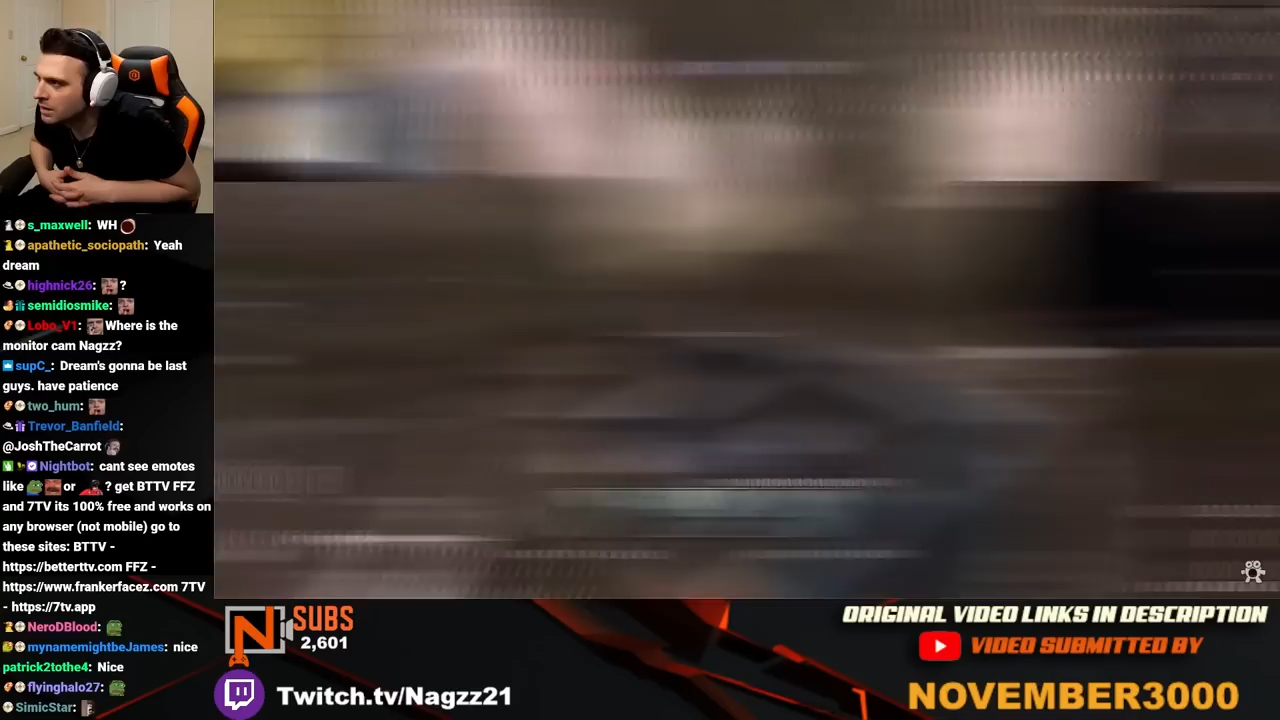 s_maxwell: WH
apathetic_sociopath: Yeah
dream
highnick26: ?
semidiosmike:
Lobo_V1: Where is the
monitor cam Nagzz?
supC_: Dream's gonna be last
guys. have patience
two_hum:
Trevor_Banfield:
@JoshTheCarrot
Nightbot: cant see emotes
like or ? get BTTV FFZ
and 7TV its 100% free and works on
any browser (not mobile) go to
these sites: BTTV -
https://betterttv.com FFZ -
https://www.frankerfacez.com 7TV
- https://7tv.app
NeroDBlood:
mynamemightbeJames: nice
patrick2tothe4: Nice
flyinghalo27:
SimicStar:
N SUBS
2,601
Twitch.tv/Nagzz21
ORIGINAL VIDEO LINKS IN DESCRIPTION
VIDEO SUBMITTED BY
NOVEMBER3000